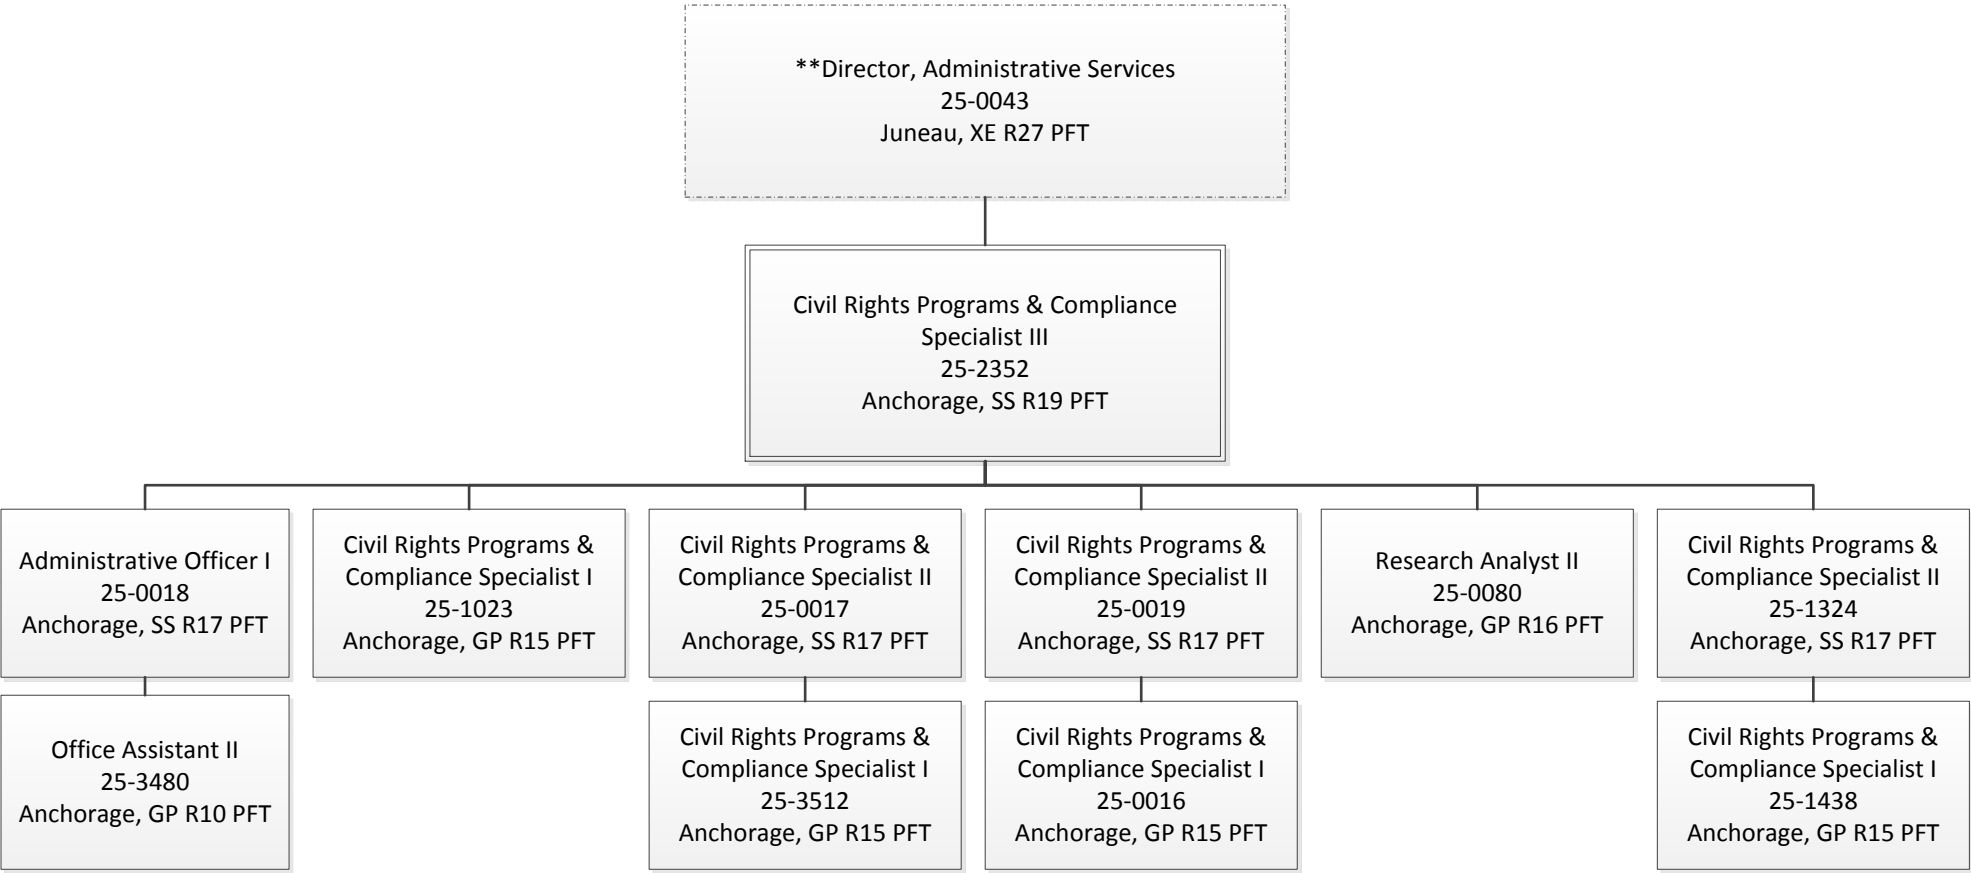 **Director, Administrative Services
25-0043
Juneau, XE R27 PFT
Civil Rights Programs & Compliance
Specialist III
25-2352
Anchorage, SS R19 PFT
Administrative Officer I
25-0018
Anchorage, SS R17 PFT
Civil Rights Programs &
Compliance Specialist I
25-1023
Anchorage, GP R15 PFT
Civil Rights Programs &
Compliance Specialist II
25-0017
Anchorage, SS R17 PFT
Civil Rights Programs &
Compliance Specialist II
25-0019
Anchorage, SS R17 PFT
Research Analyst II
25-0080
Anchorage, GP R16 PFT
Civil Rights Programs &
Compliance Specialist II
25-1324
Anchorage, SS R17 PFT
Office Assistant II
25-3480
Anchorage, GP R10 PFT
Civil Rights Programs &
Compliance Specialist I
25-3512
Anchorage, GP R15 PFT
Civil Rights Programs &
Compliance Specialist I
25-0016
Anchorage, GP R15 PFT
Civil Rights Programs &
Compliance Specialist I
25-1438
Anchorage, GP R15 PFT